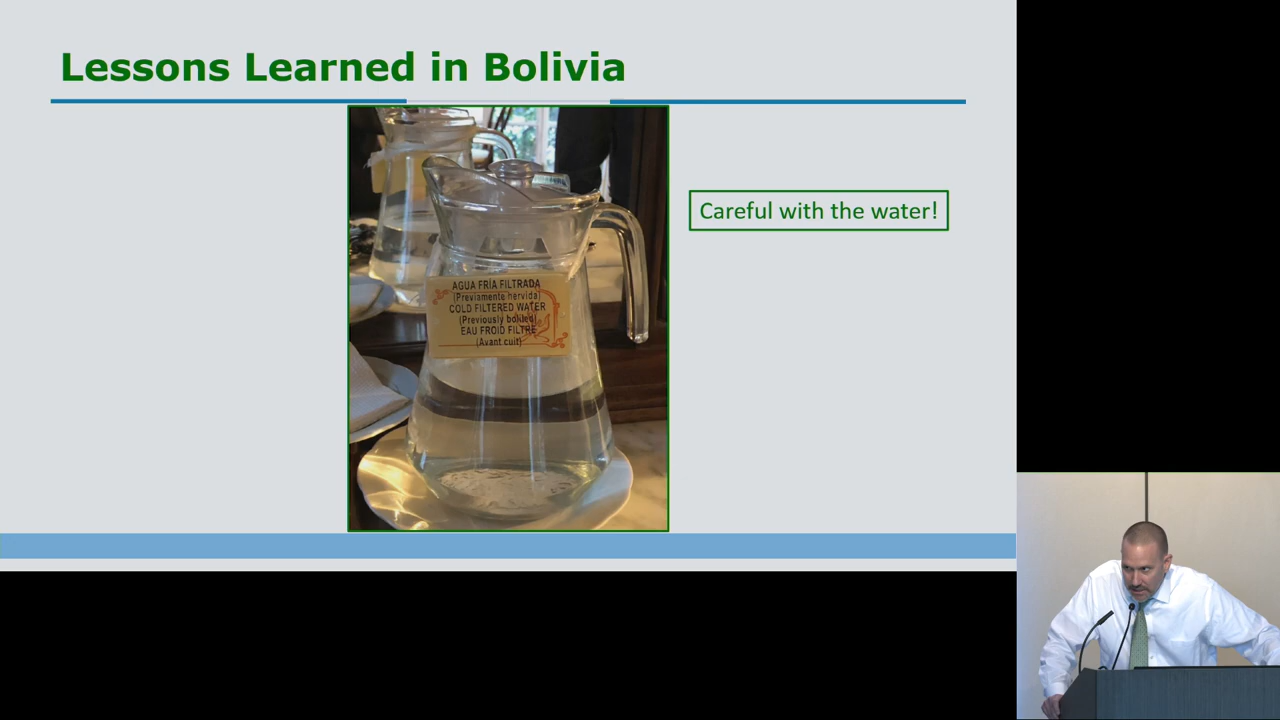 Lessons Learned in Bolivia
Careful with the water!
AGUA FRÍA FILTRADA
(Previamente hervida)
COLD FILTERED WATER
(Previously boiled)
EAU FROID FILTRE
(Avant cuit)